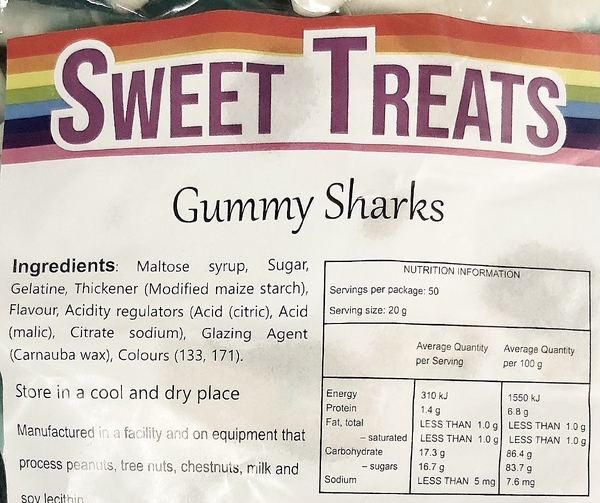 SWEET TREATS
Gummy Sharks
Ingredients: Maltose syrup, Sugar,
Gelatine, Thickener (Modified maize starch),
Flavour, Acidity regulators (Acid (citric), Acid
(malic), Citrate sodium), Glazing Agent
(Carnauba wax), Colours (133, 171).
Store in a cool and dry place
Manufactured in a facility and on equipment that
process peanuts, tree nuts, chestnuts, milk and
soy lecithin
NUTRITION INFORMATION
Servings per package: 50
Serving size: 20 g
Average Quantity per Serving Average Quantity per 100 g
Energy 310 kJ 1550 kJ
Protein 1.4 g 6.8 g
Fat, total LESS THAN 1.0 g LESS THAN 1.0 g
– saturated LESS THAN 1.0 g LESS THAN 1.0 g
Carbohydrate 17.3 g 86.4 g
– sugars 16.7 g 83.7 g
Sodium LESS THAN 5 mg 7.6 mg